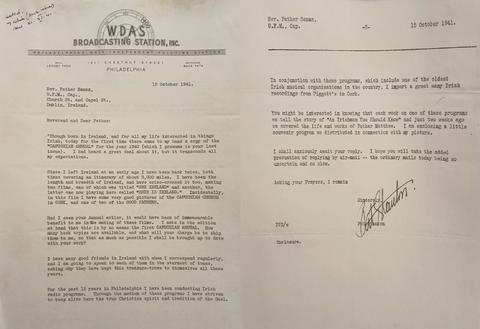 WDAS
BROADCASTING STATION, INC.
PHILADELPHIA'S MOST INDEPENDENT FOLLOWING STATION
1211 CHESTNUT STREET
PHILADELPHIA
15 October 1941.
Rev. Father Senan,
O.F.M., Cap.
Church St. and Capel St.,
Dublin, Ireland.
Reverend and Dear Father:
'Though born in Ireland, and for all my life interested in things
Irish, today for the first time there came to my hand a copy of the
"CAPUCHIN ANNUAL" for the year 1940 (which I presume is your last
issue). I had heard a great deal about it, but it transcends all
my expectations.
Since I left Ireland at an early age I have been back twice, both
times covering an itinerary of about 5,000 miles. I have been the
length and breadth of Ireland, and have criss-crossed it too, making
two films, one of which was titled "SEE IRELAND" and another, the
latter one now playing here called "HERE IS IRELAND." Incidentally,
in this film I have some very good pictures of the CAPUCHIN CHURCH
in CORK, and one of two of the GOOD FATHERS.
Had I seen your Annual earlier, it would have been of immeasurable
benefit to me in the making of these films. I note in the edition
at hand that this is by no means the first CAPUCHIN ANNUAL. How
many back copies are available, and what will your charge be to ship
them to me, so that as much as possible I shall be brought up to date
with your work?
I have many good friends in Ireland with whom I correspond regularly,
and I am going to speak to each of them in the sternest of terms,
asking why they have kept this treasure-trove to themselves all these
years.
For the past 15 years in Philadelphia I have been conducting Irish
radio programs. Through the medium of these programs I have striven
to keep alive here the true Christian spirit and tradition of the Gael.
Rev. Father Senan,
O.F.M., Cap.
-2-
15 October 1941.
In conjunction with these programs, which include one of the oldest
Irish musical organizations in the country, I import a great many Irish
recordings from Piggott's in Cork.
You might be interested in knowing that each week on one of these programs
we tell the story of "An Irishman You Should Know" and just two weeks ago
we covered the life and works of Father Matthew. I am enclosing a little
souvenir program we distributed in connection with my picture.
I shall anxiously await your reply. I hope you will take the added
precaution of replying by air-mail -- the ordinary mails today being so
uncertain and so slow.
Asking your Prayers, I remain
Sincerely,
Enclosure.